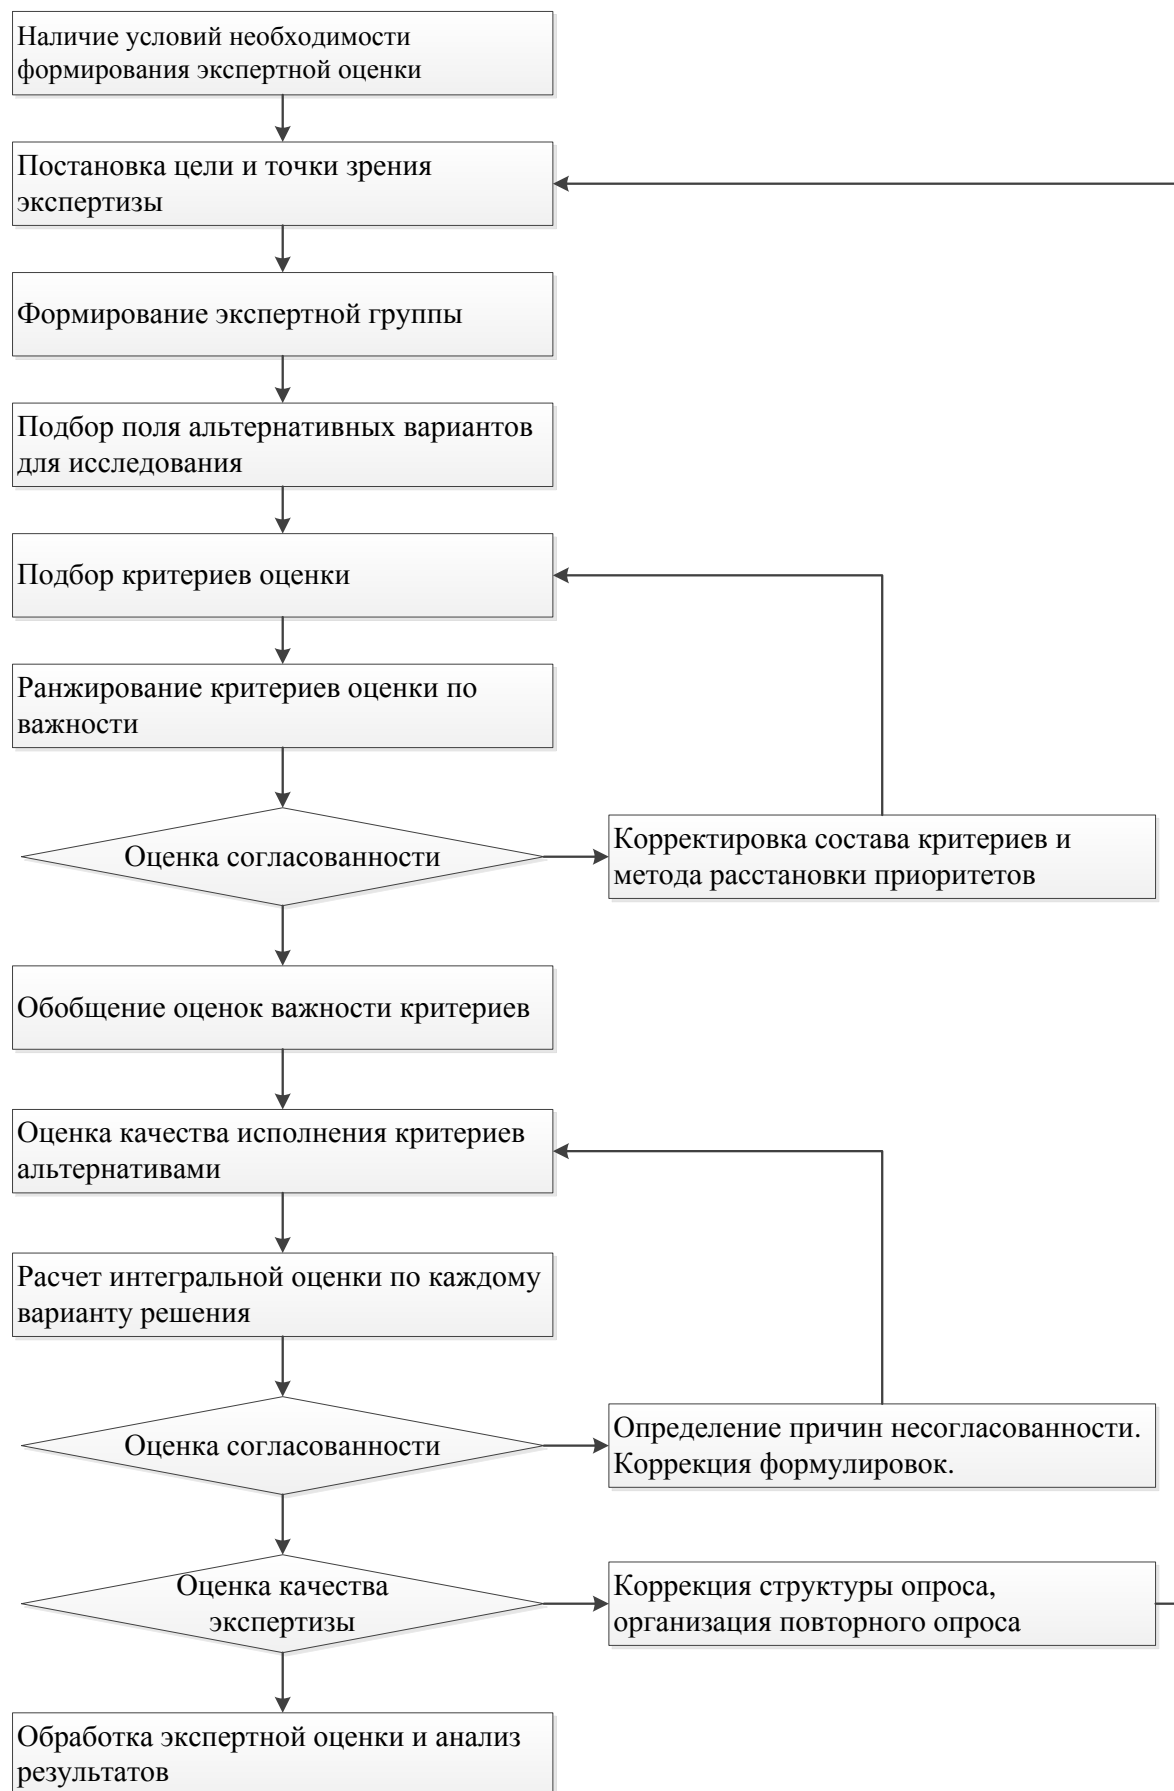 Наличие условий необходимости
формирования экспертной оценки
Постановка цели и точки зрения
экспертизы
Формирование экспертной группы
Подбор поля альтернативных вариантов
для исследования
Подбор критериев оценки
Ранжирование критериев оценки по
важности
Оценка согласованности
Корректировка состава критериев и
метода расстановки приоритетов
Обобщение оценок важности критериев
Оценка качества исполнения критериев
альтернативами
Расчет интегральной оценки по каждому
варианту решения
Оценка согласованности
Определение причин несогласованности.
Коррекция формулировок.
Оценка качества
экспертизы
Коррекция структуры опроса,
организация повторного опроса
Обработка экспертной оценки и анализ
результатов